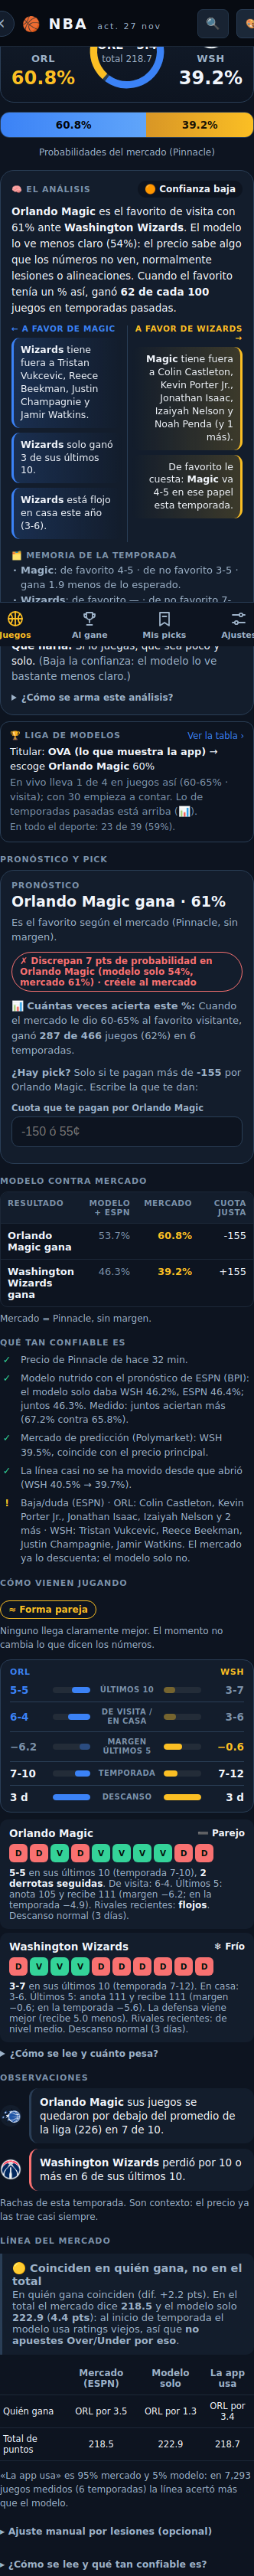 NBA act. 27 nov
ORL
60.8%
total 218.7
WSH
39.2%
60.8% 39.2%
Probabilidades del mercado (Pinnacle)
🧠 EL ANÁLISIS
🟠 Confianza baja
Orlando Magic es el favorito de visita con
61% ante Washington Wizards. El modelo
lo ve menos claro (54%): el precio sabe algo
que los números no ven, normalmente
lesiones o alineaciones. Cuando el favorito
tenía un % así, ganó 62 de cada 100
juegos en temporadas pasadas.
← A FAVOR DE MAGIC
Wizards tiene
fuera a Tristan
Vukcevic, Reece
Beekman, Justin
Champagnie y
Jamir Watkins.
Wizards solo ganó
3 de sus últimos
10.
Wizards está flojo
en casa este año
(3-6).
A FAVOR DE WIZARDS
→
Magic tiene fuera
a Colin Castleton,
Kevin Porter Jr.,
Jonathan Isaac,
Izaiyah Nelson y
Noah Penda (y 1
más).
De favorito le
cuesta: Magic va
4-5 en ese papel
esta temporada.
🗂️ MEMORIA DE LA TEMPORADA
· Magic: de favorito 4-5 · de no favorito 3-5 ·
gana 1.9 menos de lo esperado.
· Wizards: de favorito — · de no favorito 7-
Juegos
Al gane
Mis picks
Ajustes
solo. (Baja la confianza: el modelo lo ve
bastante menos claro.)
▸ ¿Cómo se arma este análisis?
🏆 LIGA DE MODELOS
Ver la tabla ›
Titular: OVA (lo que muestra la app) →
escoge Orlando Magic 60%
En vivo lleva 1 de 4 en juegos así (60-65% ·
visita); con 30 empieza a contar. Lo de
temporadas pasadas está arriba (📊).
En todo el deporte: 23 de 39 (59%).
PRONÓSTICO Y PICK
PRONÓSTICO
Orlando Magic gana · 61%
Es el favorito según el mercado (Pinnacle, sin
margen).
✗ Discrepan 7 pts de probabilidad en
Orlando Magic (modelo solo 54%,
mercado 61%) · créele al mercado
📊 Cuántas veces acierta este %: Cuando
el mercado le dio 60-65% al favorito visitante,
ganó 287 de 466 juegos (62%) en 6
temporadas.
¿Hay pick? Solo si te pagan más de -155 por
Orlando Magic. Escribe la que te dan:
Cuota que te pagan por Orlando Magic
-150 ó 55¢
MODELO CONTRA MERCADO
RESULTADO MODELO + ESPN MERCADO CUOTA JUSTA
Orlando Magic gana 53.7% 60.8% -155
Washington Wizards gana 46.3% 39.2% +155
Mercado = Pinnacle, sin margen.
QUÉ TAN CONFIABLE ES
✓ Precio de Pinnacle de hace 32 min.
✓ Modelo nutrido con el pronóstico de ESPN (BPI):
el modelo solo daba WSH 46.2%, ESPN 46.4%;
juntos 46.3%. Medido: juntos aciertan más
(67.2% contra 65.8%).
✓ Mercado de predicción (Polymarket): WSH
39.5%, coincide con el precio principal.
✓ La línea casi no se ha movido desde que abrió
(WSH 40.5% → 39.7%).
! Baja/duda (ESPN) · ORL: Colin Castleton, Kevin
Porter Jr., Jonathan Isaac, Izaiyah Nelson y 2
más · WSH: Tristan Vukcevic, Reece Beekman,
Justin Champagnie, Jamir Watkins. El mercado
ya lo descuenta; el modelo solo no.
CÓMO VIENEN JUGANDO
≈ Forma pareja
Ninguno llega claramente mejor. El momento no
cambia lo que dicen los números.
ORL WSH
5-5 ÚLTIMOS 10 3-7
6-4 DE VISITA / EN CASA 3-6
−6.2 MARGEN ÚLTIMOS 5 −0.6
7-10 TEMPORADA 7-12
3 d DESCANSO 3 d
Orlando Magic
➖ Parejo
D D V D V V V V D D
5-5 en sus últimos 10 (temporada 7-10), 2
derrotas seguidas. De visita: 6-4. Últimos 5:
anota 105 y recibe 111 (margen −6.2; en la
temporada −4.9). Rivales recientes: flojos.
Descanso normal (3 días).
Washington Wizards
❄ Frío
D V V V D D D D D D
3-7 en sus últimos 10 (temporada 7-12). En casa:
3-6. Últimos 5: anota 111 y recibe 111 (margen
−0.6; en la temporada −5.6). La defensa viene
mejor (recibe 5.0 menos). Rivales recientes: de
nivel medio. Descanso normal (3 días).
▸ ¿Cómo se lee y cuánto pesa?
OBSERVACIONES
Orlando Magic sus juegos se
quedaron por debajo del promedio de
la liga (226) en 7 de 10.
Washington Wizards perdió por 10 o
más en 6 de sus últimos 10.
Rachas de esta temporada. Son contexto: el precio ya
las trae casi siempre.
LÍNEA DEL MERCADO
🟡 Coinciden en quién gana, no en el
total
En quién gana coinciden (dif. +2.2 pts). En el
total el mercado dice 218.5 y el modelo solo
222.9 (4.4 pts): al inicio de temporada el
modelo usa ratings viejos, así que no
apuestes Over/Under por eso.
Mercado (ESPN) Modelo solo La app usa
Quién gana ORL por 3.5 ORL por 1.3 ORL por 3.4
Total de puntos 218.5 222.9 218.7
«La app usa» es 95% mercado y 5% modelo: en 7,293
juegos medidos (6 temporadas) la línea acertó más
que el modelo.
▸ Ajuste manual por lesiones (opcional)
▸ ¿Cómo se lee y qué tan confiable es?